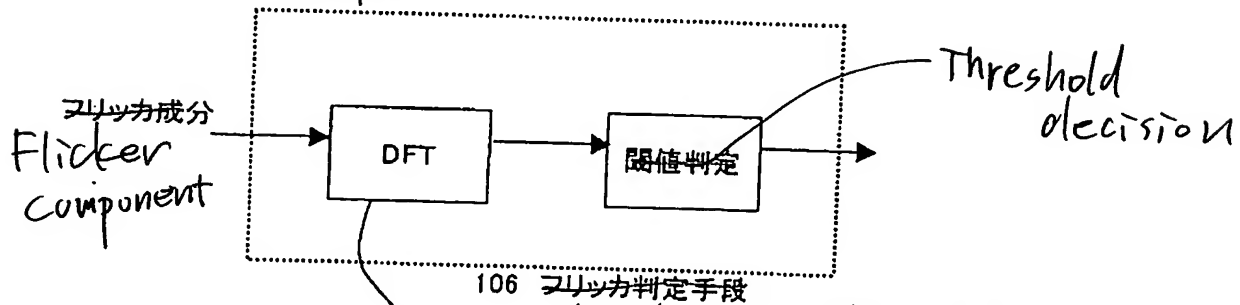 フリッカ成分
Flicker
component
DFT
閾値判定
Threshold
decision
106 フリッカ判定手段